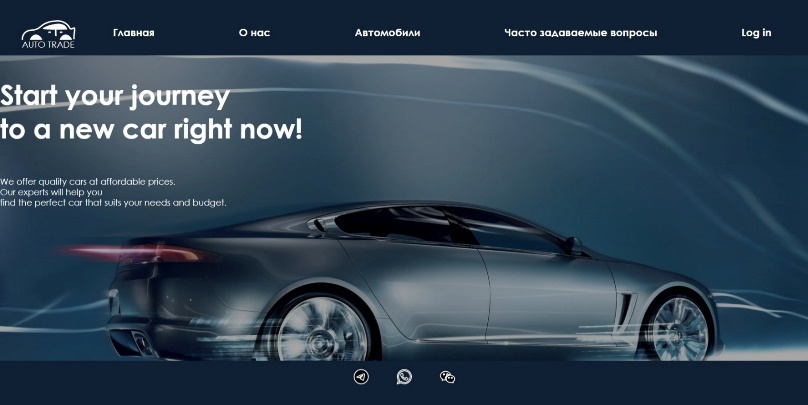 AUTO TRADE
Главная
О нас
Автомобили
Часто задаваемые вопросы
Log in
Start your journey
to a new car right now!
We offer quality cars at affordable prices.
Our experts will help you
find the perfect car that suits your needs and budget.